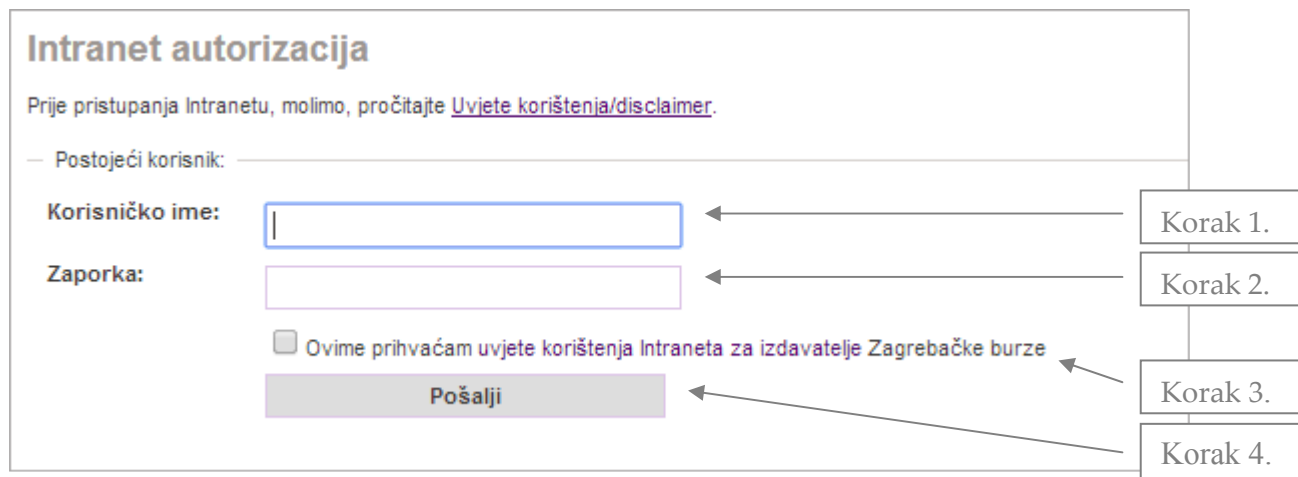 Intranet autorizacija
Prije pristupanja Intranetu, molimo, pročitajte Uvjete korištenja/disclaimer.
Postojeći korisnik:
Korisničko ime:
Korak 1.
Zaporka:
Korak 2.
Ovime prihvaćam uvjete korištenja Intraneta za izdavatelje Zagrebačke burze
Korak 3.
Pošalji
Korak 4.